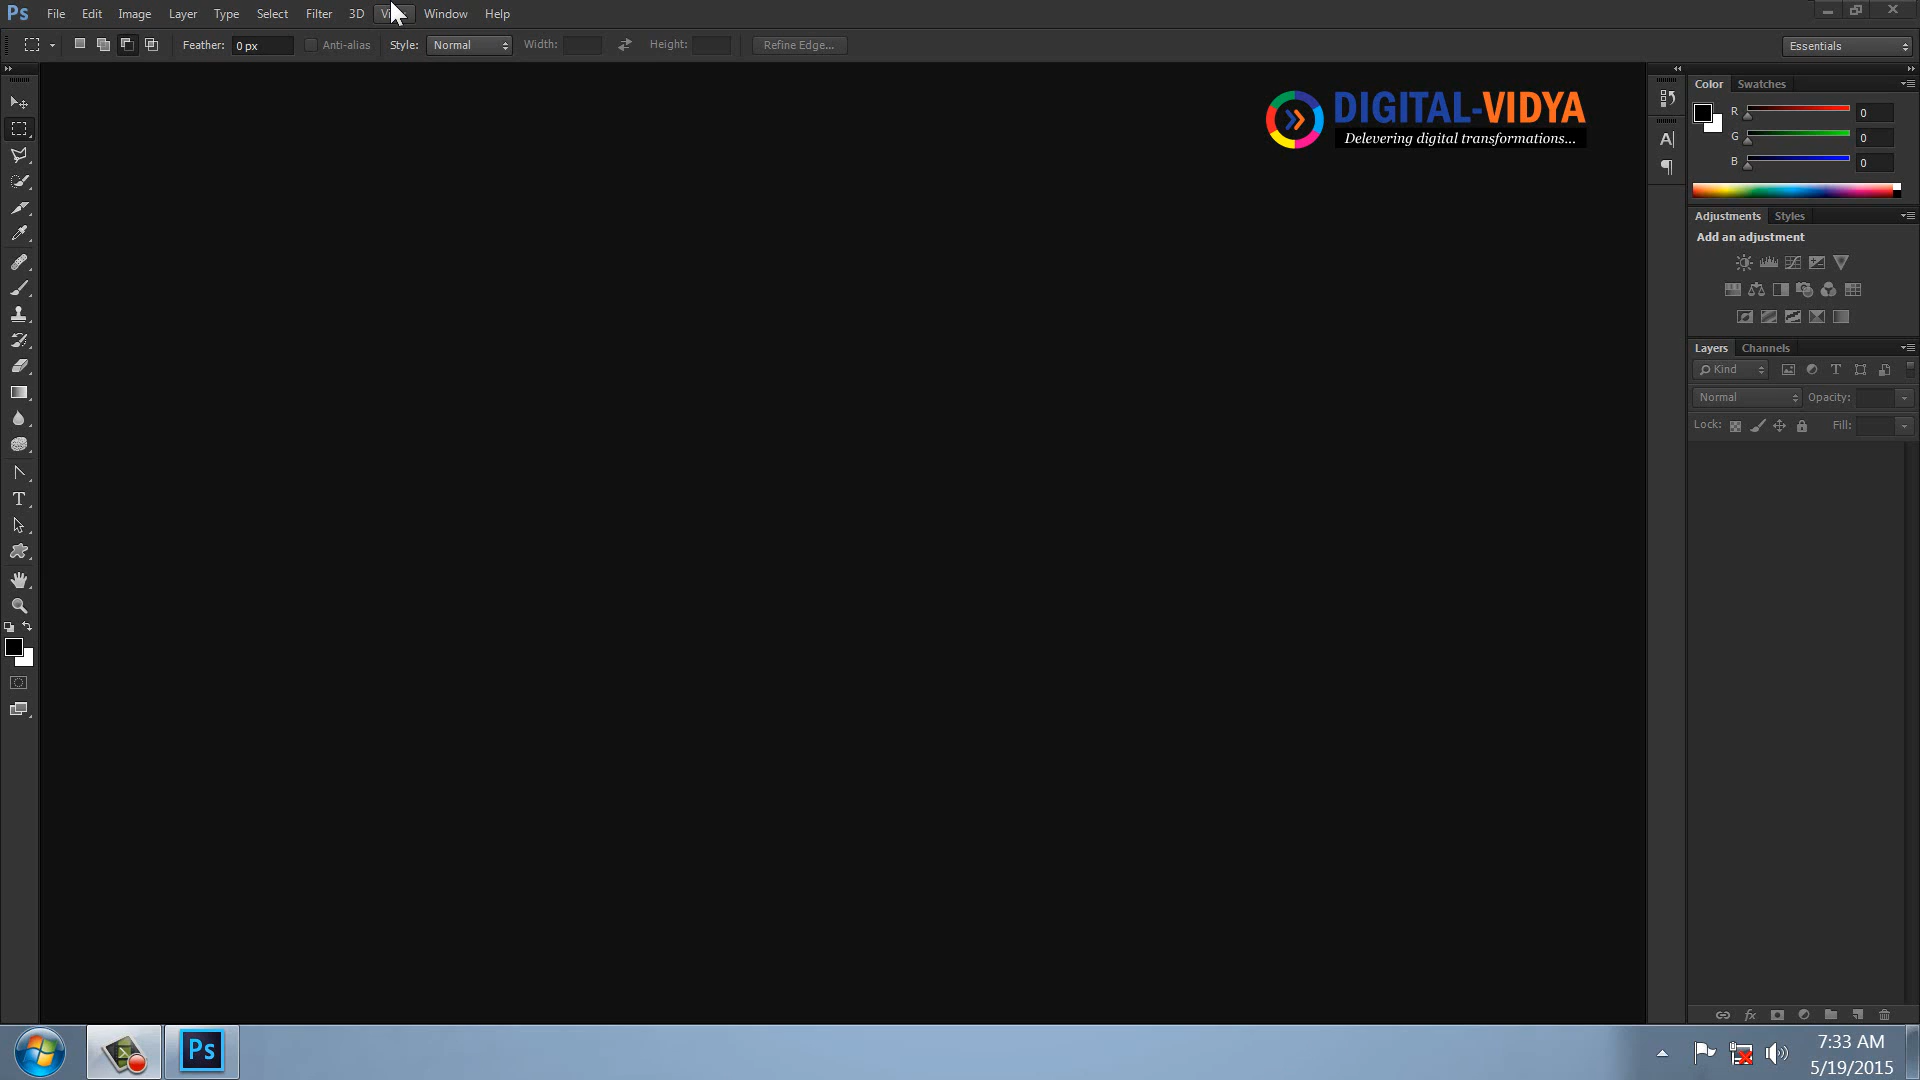 Ps File Edit Image Layer Type Select Filter 3D Window Help
Feather: 0 px Anti-alias Style: Normal Width: Height: Refine Edge... Essentials
DIGITAL-VIDYA
Delevering digital transformations...
Color Swatches
R 0
G 0
B 0
Adjustments Styles
Add an adjustment
Layers Channels
Kind
Normal Opacity:
Lock: Fill:
A
T
Ps
7:33 AM
5/19/2015